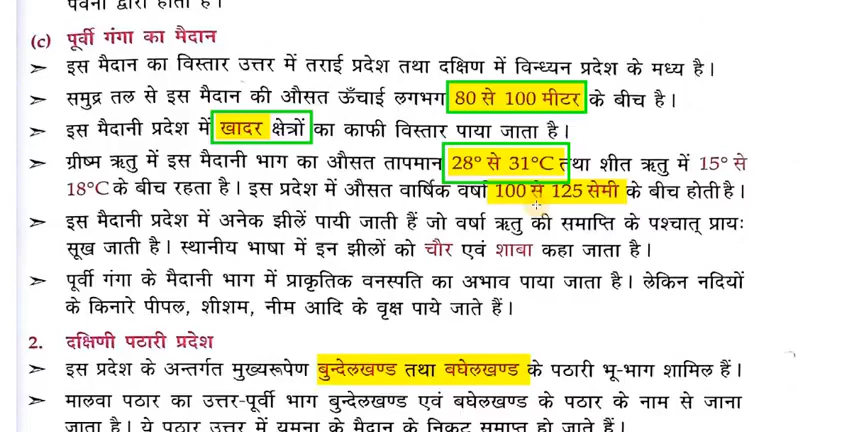 पवनों द्वारा होती है।
(c) पूर्वी गंगा का मैदान
➢ इस मैदान का विस्तार उत्तर में तराई प्रदेश तथा दक्षिण में विन्ध्यन प्रदेश के मध्य है।
➢ समुद्र तल से इस मैदान की औसत ऊँचाई लगभग 80 से 100 मीटर के बीच है।
➢ इस मैदानी प्रदेश में खादर क्षेत्रों का काफी विस्तार पाया जाता है।
➢ ग्रीष्म ऋतु में इस मैदानी भाग का औसत तापमान 28° से 31°C तथा शीत ऋतु में 15° से
18°C के बीच रहता है। इस प्रदेश में औसत वार्षिक वर्षा 100 से 125 सेमी के बीच होती है।
➢ इस मैदानी प्रदेश में अनेक झीलें पायी जाती हैं जो वर्षा ऋतु की समाप्ति के पश्चात् प्रायः
सूख जाती है। स्थानीय भाषा में इन झीलों को चौर एवं शाबा कहा जाता है।
➢ पूर्वी गंगा के मैदानी भाग में प्राकृतिक वनस्पति का अभाव पाया जाता है। लेकिन नदियों
के किनारे पीपल, शीशम, नीम आदि के वृक्ष पाये जाते हैं।
2. दक्षिणी पठारी प्रदेश
➢ इस प्रदेश के अन्तर्गत मुख्यरूपेण बुन्देलखण्ड तथा बघेलखण्ड के पठारी भू-भाग शामिल हैं।
➢ मालवा पठार का उत्तर-पूर्वी भाग बुन्देलखण्ड एवं बघेलखण्ड के पठार के नाम से जाना
जाता है। ये पठार उत्तर में यमुना के मैदान के निकट समाप्त हो जाते हैं।